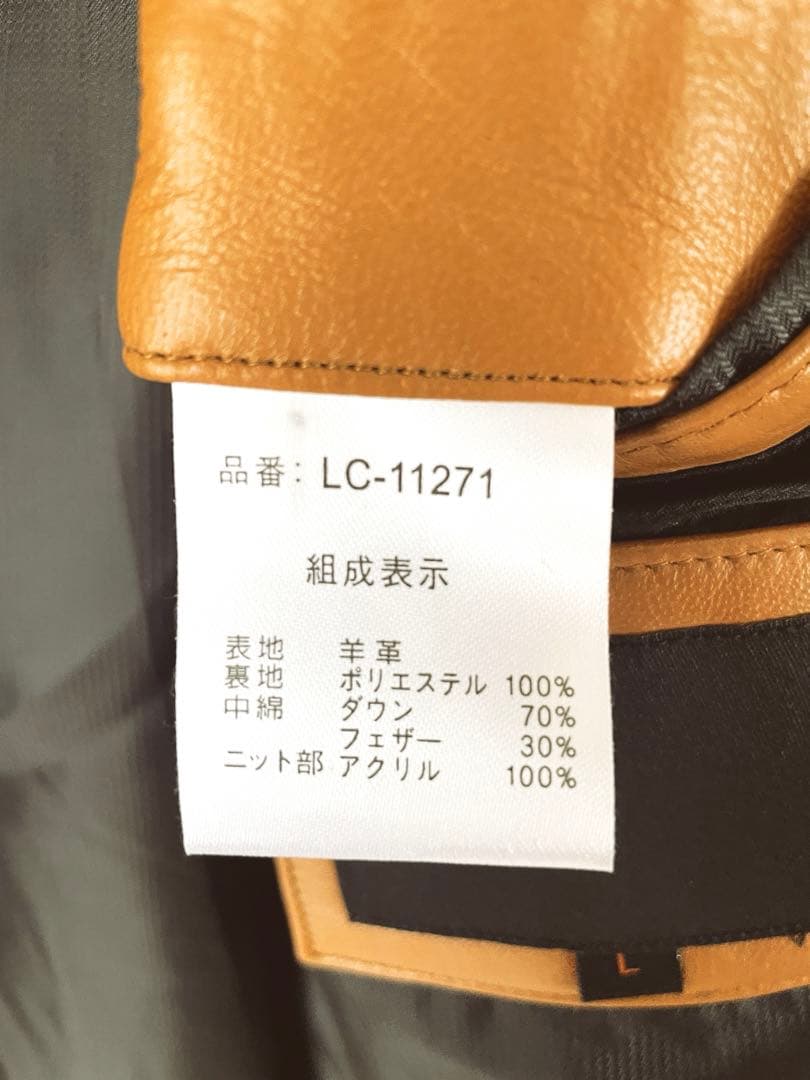 品番: LC-11271
組成表示
表地 羊革
裏地 ポリエステル 100%
中綿 ダウン 70%
フェザー 30%
ニット部 アクリル 100%
L